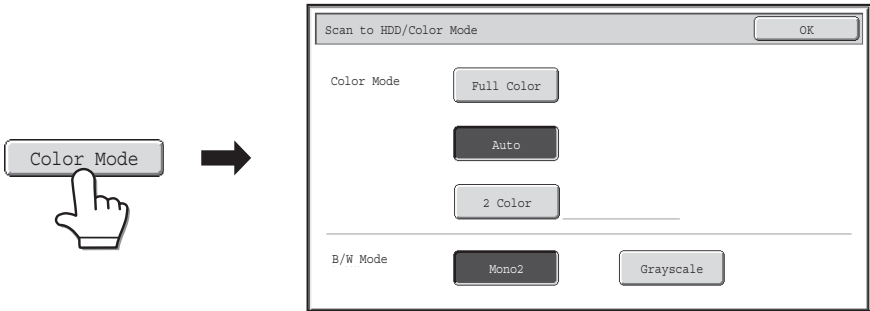 Color Mode
Scan to HDD/Color Mode OK
Color Mode Full Color
Auto
2 Color
B/W Mode Mono2 Grayscale